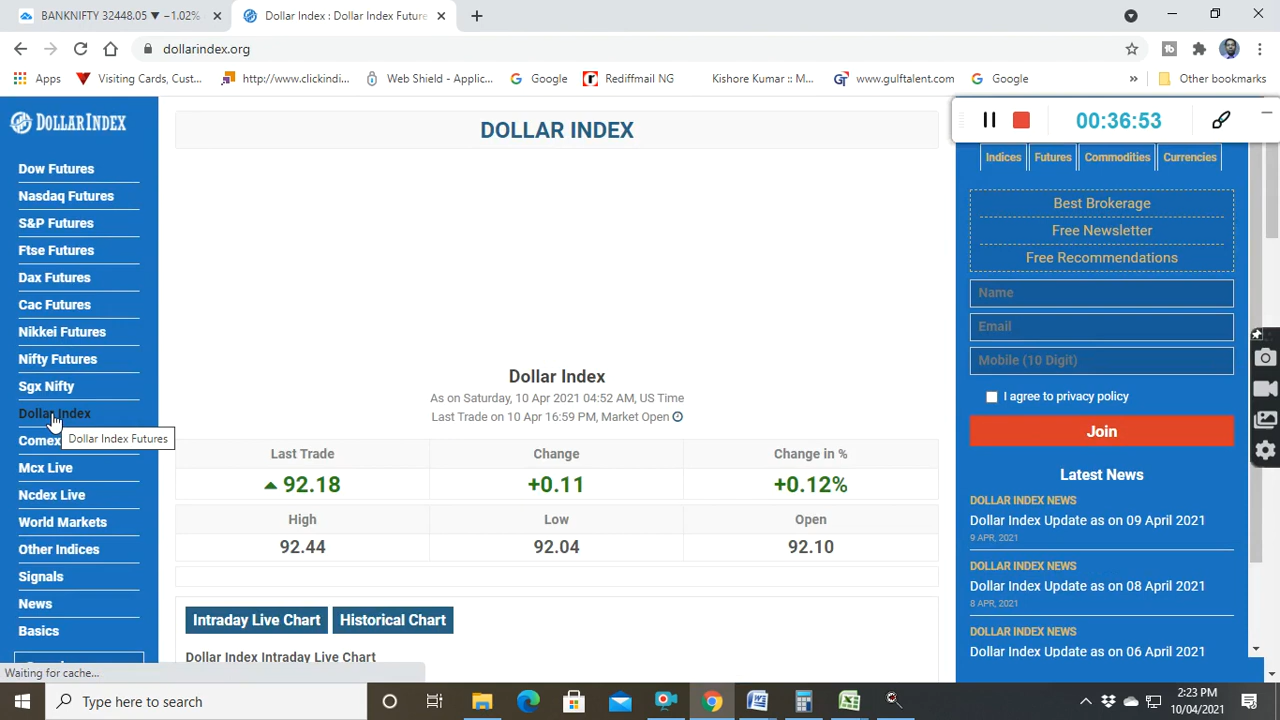 BANKNIFTY 32448.05 ▼ −1.02%
Dollar Index : Dollar Index Future
dollarindex.org
Apps
Visiting Cards, Cust...
http://www.clickindi...
Web Shield - Applic...
Google
Rediffmail NG
Kishore Kumar :: M...
www.gulftalent.com
Google
»
Other bookmarks
DOLLARINDEX
Dow Futures
Nasdaq Futures
S&P Futures
Ftse Futures
Dax Futures
Cac Futures
Nikkei Futures
Nifty Futures
Sgx Nifty
Dollar Index
Dollar Index Futures
Comex
Mcx Live
Ncdex Live
World Markets
Other Indices
Signals
News
Basics
Waiting for cache...
DOLLAR INDEX
Dollar Index
As on Saturday, 10 Apr 2021 04:52 AM, US Time
Last Trade on 10 Apr 16:59 PM, Market Open
Last Trade Change Change in %
92.18 +0.11 +0.12%
High Low Open
92.44 92.04 92.10
Intraday Live Chart Historical Chart
Dollar Index Intraday Live Chart
00:36:53
Indices Futures Commodities Currencies
Best Brokerage
Free Newsletter
Free Recommendations
Name
Email
Mobile (10 Digit)
I agree to privacy policy
Join
Latest News
DOLLAR INDEX NEWS
Dollar Index Update as on 09 April 2021
9 APR, 2021
DOLLAR INDEX NEWS
Dollar Index Update as on 08 April 2021
8 APR, 2021
DOLLAR INDEX NEWS
Dollar Index Update as on 06 April 2021
Type here to search
2:23 PM
10/04/2021